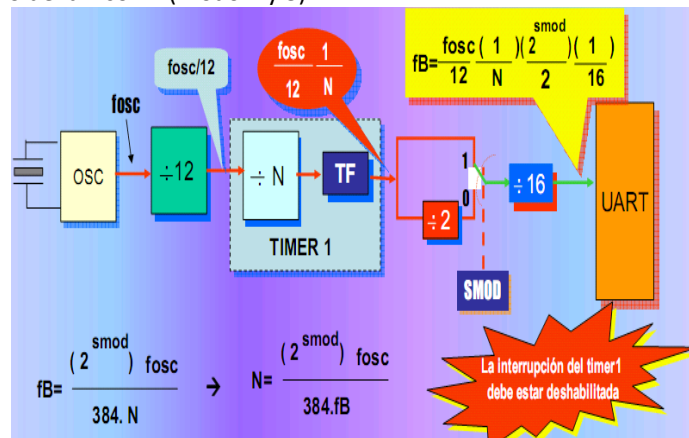 fosc
OSC
÷12
fosc/12
÷ N
TF
TIMER 1
fosc 1
12 N
1
0
÷2
SMOD
÷16
smod
fB= fosc ( 1 )( 2 )( 1 )
12 N 2 16
UART
La interrupción del timer1
debe estar deshabilitada
smod
( 2 ) fosc
fB=
384. N
→
smod
( 2 ) fosc
N=
384.fB